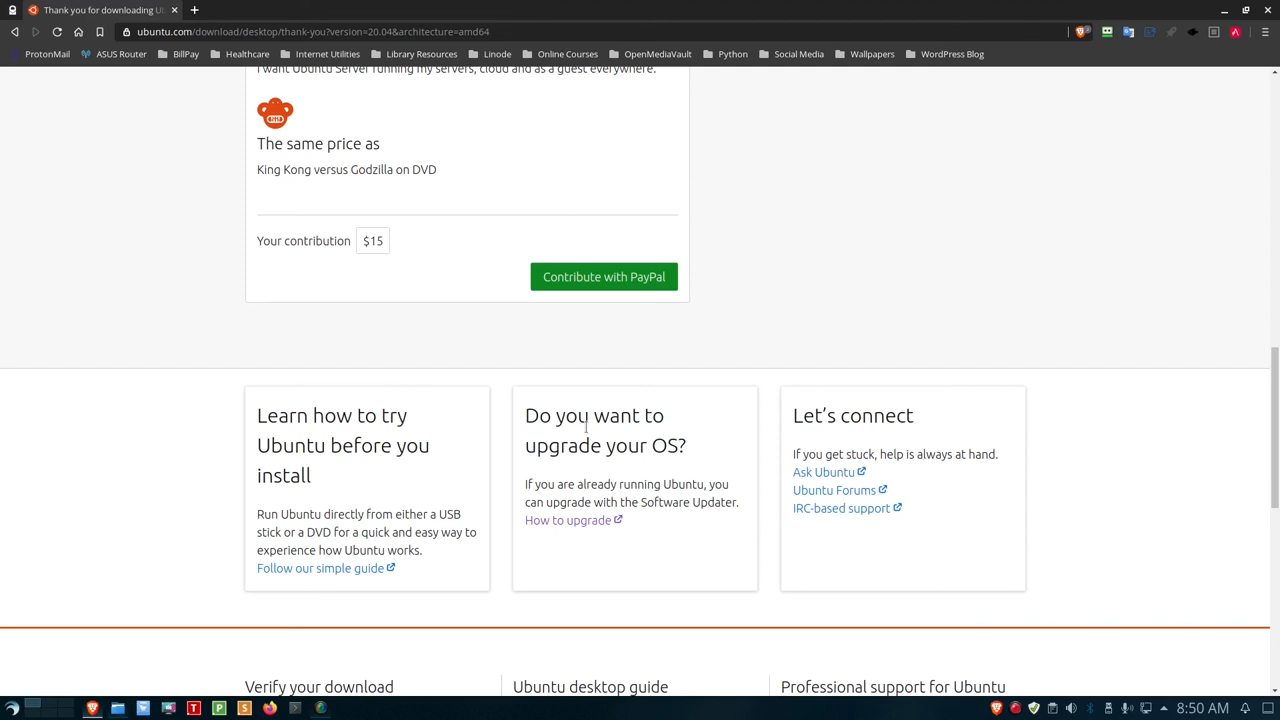 Thank you for downloading Ub
ubuntu.com/download/desktop/thank-you?version=20.04&architecture=amd64
ProtonMail ASUS Router BillPay Healthcare Internet Utilities Library Resources Linode Online Courses OpenMediaVault Python Social Media Wallpapers WordPress Blog
I want Ubuntu Server running my servers, cloud and as a guest everywhere.
The same price as
King Kong versus Godzilla on DVD
Your contribution $15
Contribute with PayPal
Learn how to try
Ubuntu before you
install
Run Ubuntu directly from either a USB
stick or a DVD for a quick and easy way to
experience how Ubuntu works.
Follow our simple guide
Do you want to
upgrade your OS?
If you are already running Ubuntu, you
can upgrade with the Software Updater.
How to upgrade
Let’s connect
If you get stuck, help is always at hand.
Ask Ubuntu
Ubuntu Forums
IRC-based support
Verify your download
Ubuntu desktop guide
Professional support for Ubuntu
T P S
8:50 AM